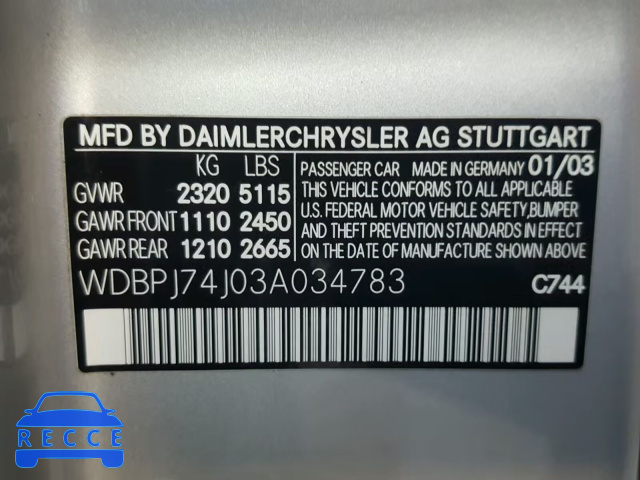 MFD BY DAIMLERCHRYSLER AG STUTTGART
KG LBS
GVWR 2320 5115
GAWR FRONT 1110 2450
GAWR REAR 1210 2665
PASSENGER CAR MADE IN GERMANY 01/03
THIS VEHICLE CONFORMS TO ALL APPLICABLE
U.S. FEDERAL MOTOR VEHICLE SAFETY, BUMPER
AND THEFT PREVENTION STANDARDS IN EFFECT
ON THE DATE OF MANUFACTURE SHOWN ABOVE.
WDBPJ74J03A034783 C744
RECCE